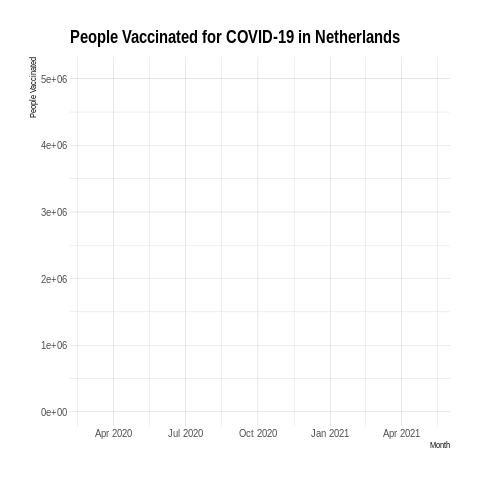 People Vaccinated for COVID-19 in Netherlands
People Vaccinated
5e+06
4e+06
3e+06
2e+06
1e+06
0e+00
Apr 2020 Jul 2020 Oct 2020 Jan 2021 Apr 2021
Month